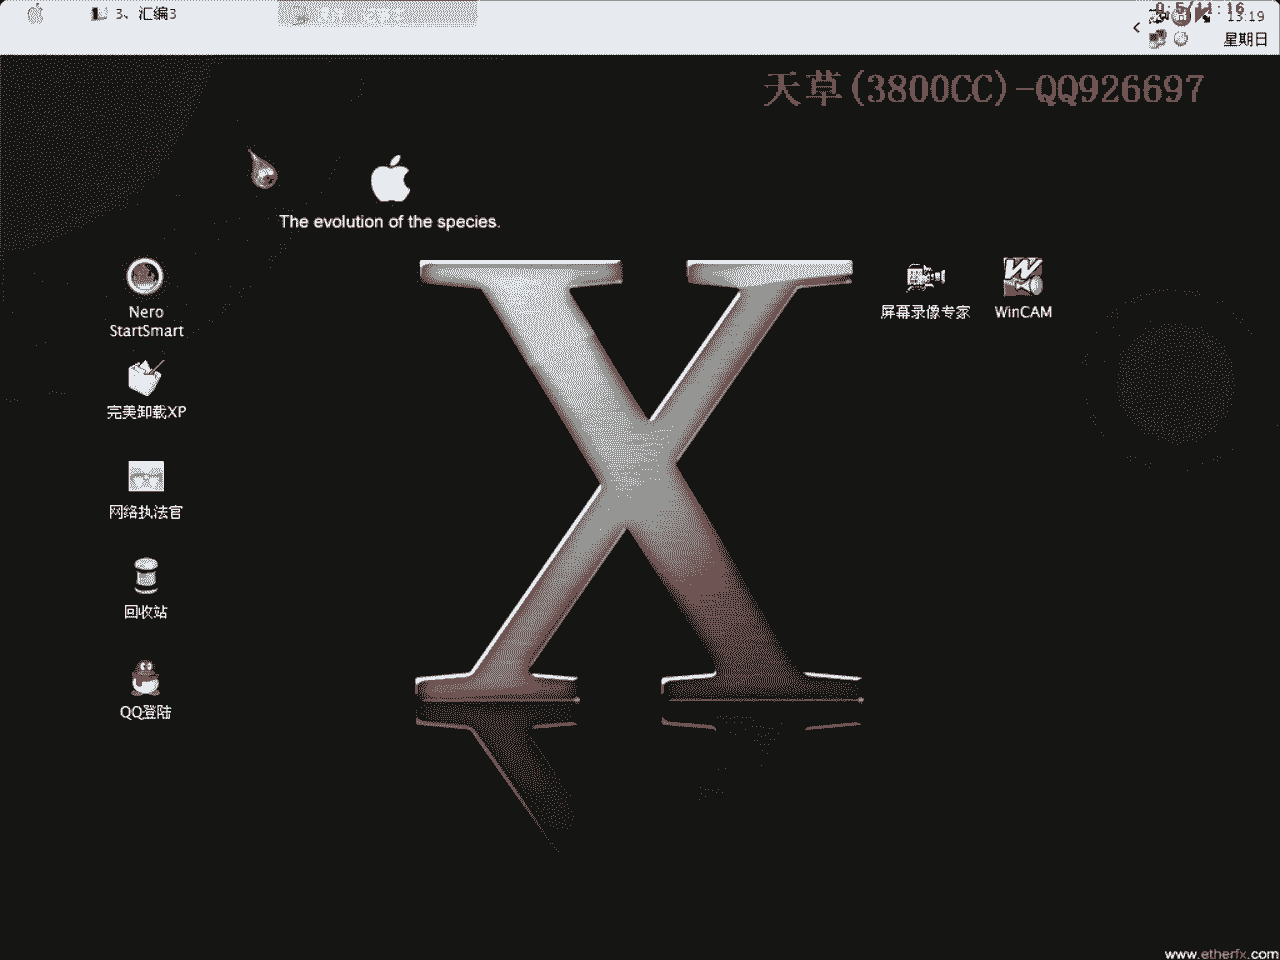 3、汇编3
0:5/11:16
13:19
星期日
天草(3800CC)-QQ926697
The evolution of the species.
Nero
StartSmart
屏幕录像专家
WinCAM
完美卸载XP
网络执法官
回收站
QQ登陆
www.etherfx.com